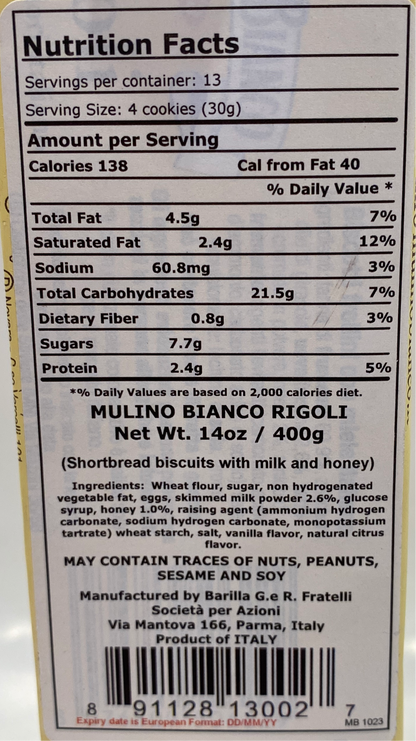 Nutrition Facts
Servings per container: 13
Serving Size: 4 cookies (30g)
Amount per Serving
Calories 138 Cal from Fat 40
% Daily Value *
Total Fat 4.5g 7%
Saturated Fat 2.4g 12%
Sodium 60.8mg 3%
Total Carbohydrates 21.5g 7%
Dietary Fiber 0.8g 3%
Sugars 7.7g
Protein 2.4g 5%
*% Daily Values are based on 2,000 calories diet.
MULINO BIANCO RIGOLI
Net Wt. 14oz / 400g
(Shortbread biscuits with milk and honey)
Ingredients: Wheat flour, sugar, non hydrogenated
vegetable fat, eggs, skimmed milk powder 2.6%, glucose
syrup, honey 1.0%, raising agent (ammonium hydrogen
carbonate, sodium hydrogen carbonate, monopotassium
tartrate) wheat starch, salt, vanilla flavor, natural citrus
flavor.
MAY CONTAIN TRACES OF NUTS, PEANUTS,
SESAME AND SOY
Manufactured by Barilla G.e R. Fratelli
Società per Azioni
Via Mantova 166, Parma, Italy
Product of ITALY
8 91128 13002 7
Expiry date is European Format: DD/MM/YY MB 1023